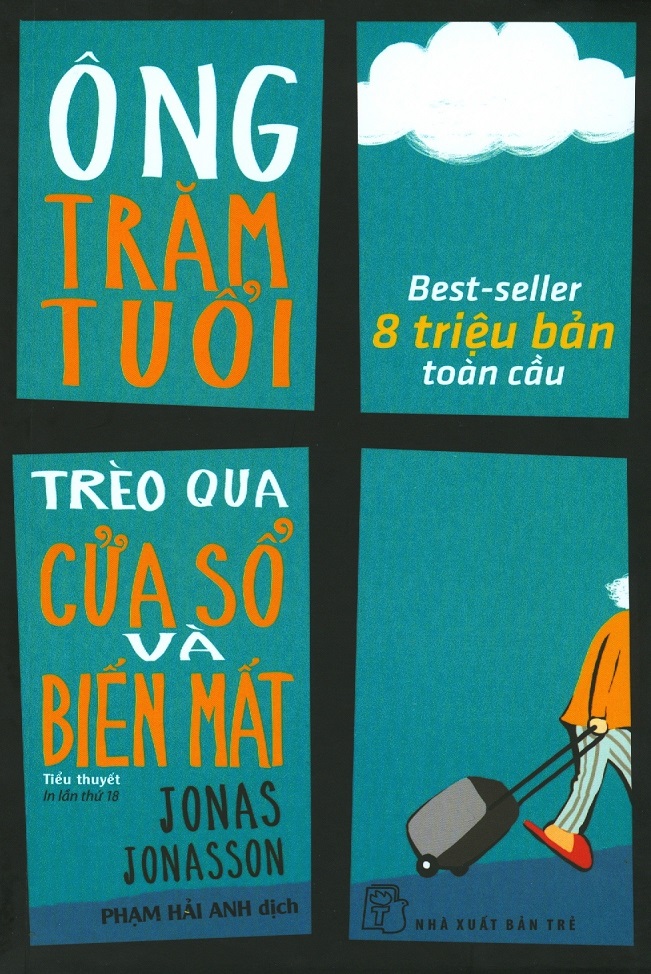 ÔNG
TRĂM
TUỔI
Best-seller
8 triệu bản
toàn cầu
TRÈO QUA
CỬA SỔ
VÀ
BIẾN MẤT
Tiểu thuyết
In lần thứ 18
JONAS
JONASSON
PHẠM HẢI ANH dịch
NHÀ XUẤT BẢN TRẺ